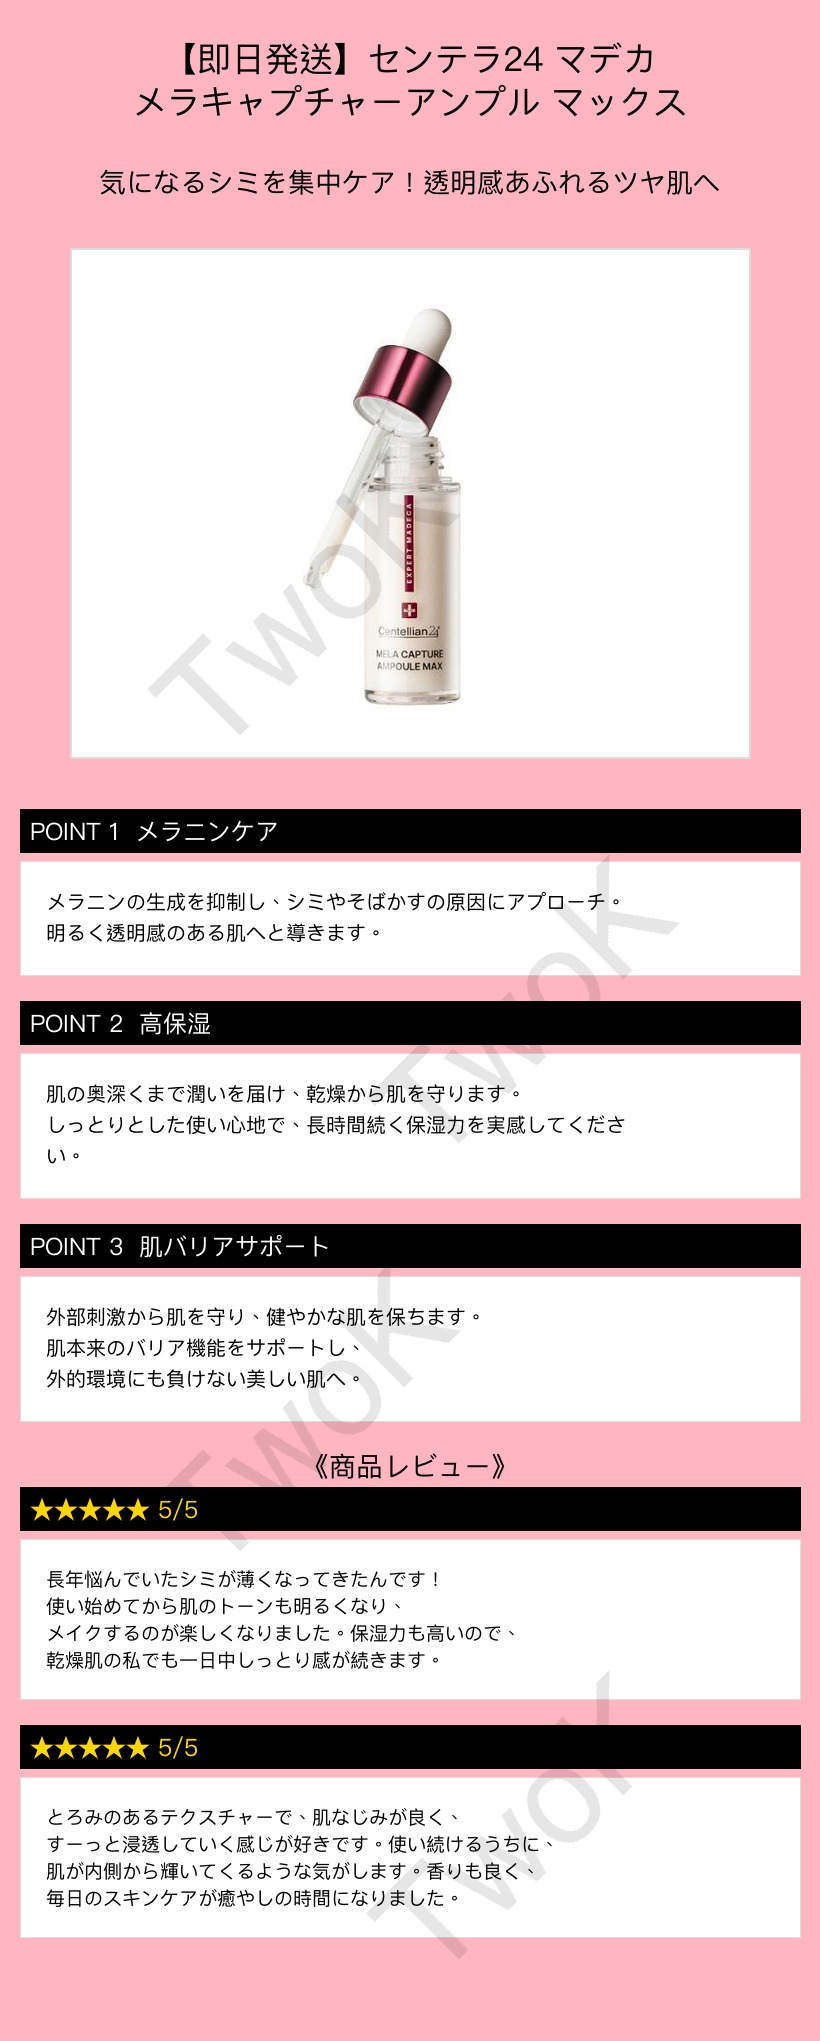 【即日発送】センテラ24 マデカ
メラキャプチャーアンプル マックス
気になるシミを集中ケア！透明感あふれるツヤ肌へ
EXPERT MADECA
Centellian24
MELA CAPTURE
AMPOULE MAX
TwoK
POINT 1 メラニンケア
メラニンの生成を抑制し、シミやそばかすの原因にアプローチ。
明るく透明感のある肌へと導きます。
TwoK
POINT 2 高保湿
肌の奥深くまで潤いを届け、乾燥から肌を守ります。
しっとりとした使い心地で、長時間続く保湿力を実感してくださ
い。
POINT 3 肌バリアサポート
外部刺激から肌を守り、健やかな肌を保ちます。
肌本来のバリア機能をサポートし、
外的環境にも負けない美しい肌へ。
TwoK
《商品レビュー》
★★★★★ 5/5
長年悩んでいたシミが薄くなってきたんです！
使い始めてから肌のトーンも明るくなり、
メイクするのが楽しくなりました。保湿力も高いので、
乾燥肌の私でも一日中しっとり感が続きます。
★★★★★ 5/5
とろみのあるテクスチャーで、肌なじみが良く、
すーっと浸透していく感じが好きです。使い続けるうちに、
肌が内側から輝いてくるような気がします。香りも良く、
毎日のスキンケアが癒やしの時間になりました。
TwoK